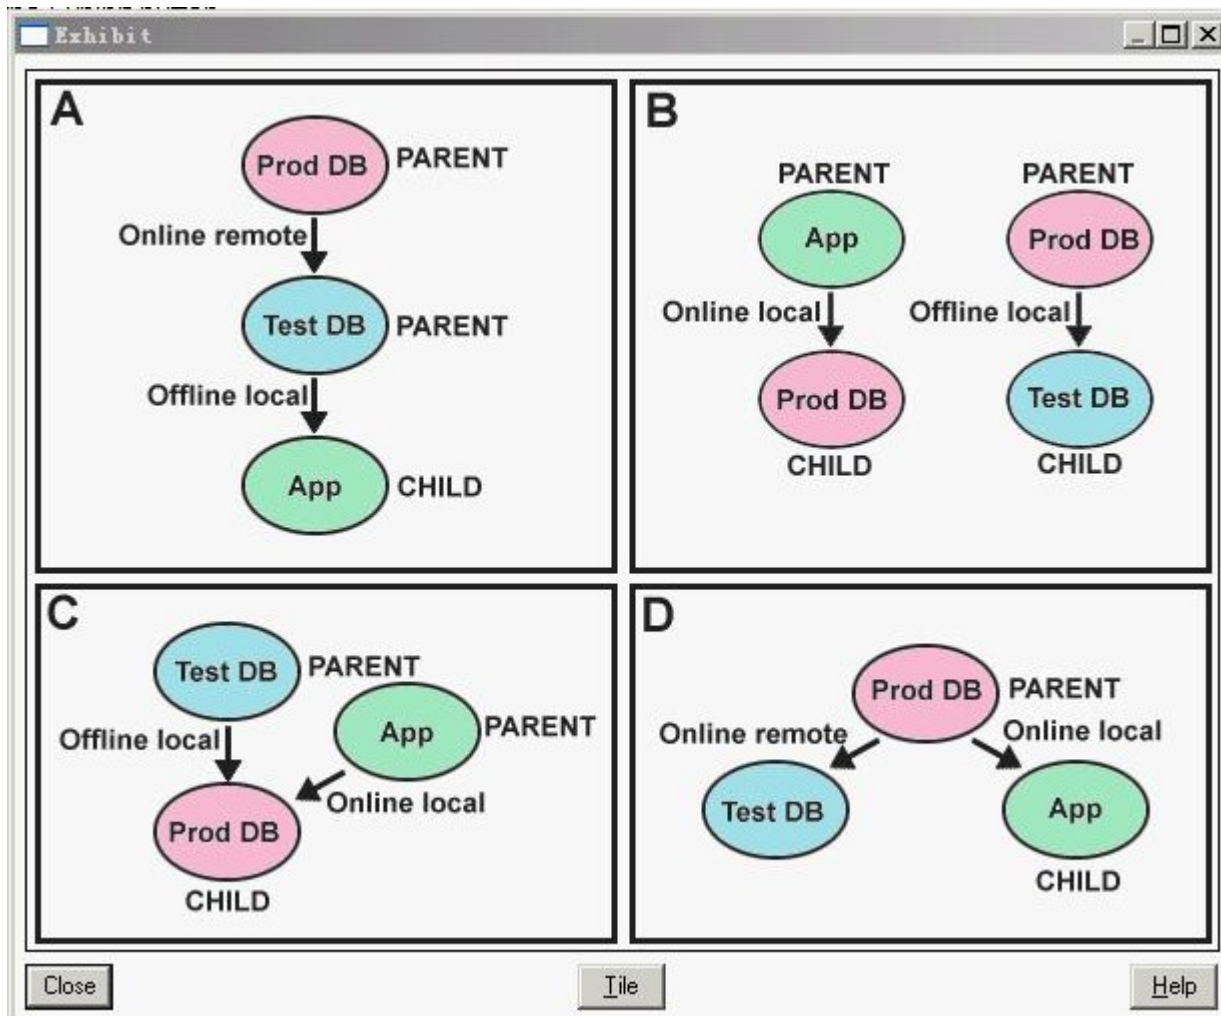 Exhibit
A
Prod DB PARENT
Online remote
Test DB PARENT
Offline local
App CHILD
B
PARENT PARENT
App Prod DB
Online local Offline local
Prod DB Test DB
CHILD CHILD
C
Test DB PARENT
App PARENT
Offline local
Online local
Prod DB
CHILD
D
Prod DB PARENT
Online remote Online local
Test DB App
CHILD
Close Tile Help